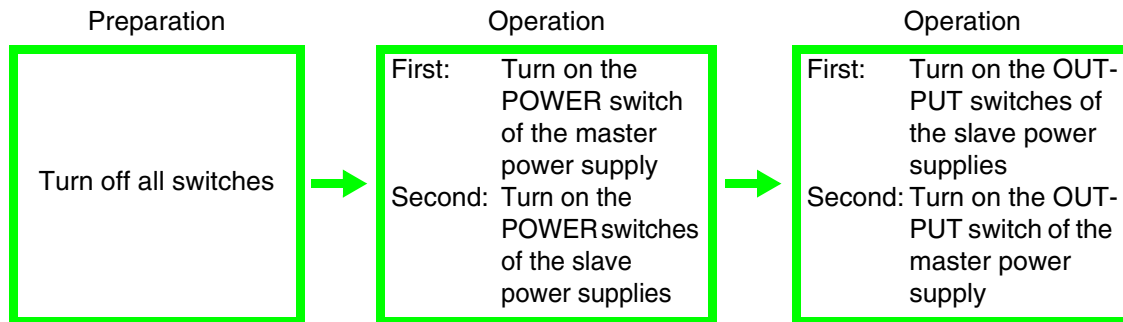 Preparation
Turn off all switches
Operation
First: Turn on the
POWER switch
of the master
power supply
Second: Turn on the
POWER switches
of the slave
power supplies
Operation
First: Turn on the OUT-
PUT switches of
the slave power
supplies
Second: Turn on the OUT-
PUT switch of the
master power
supply